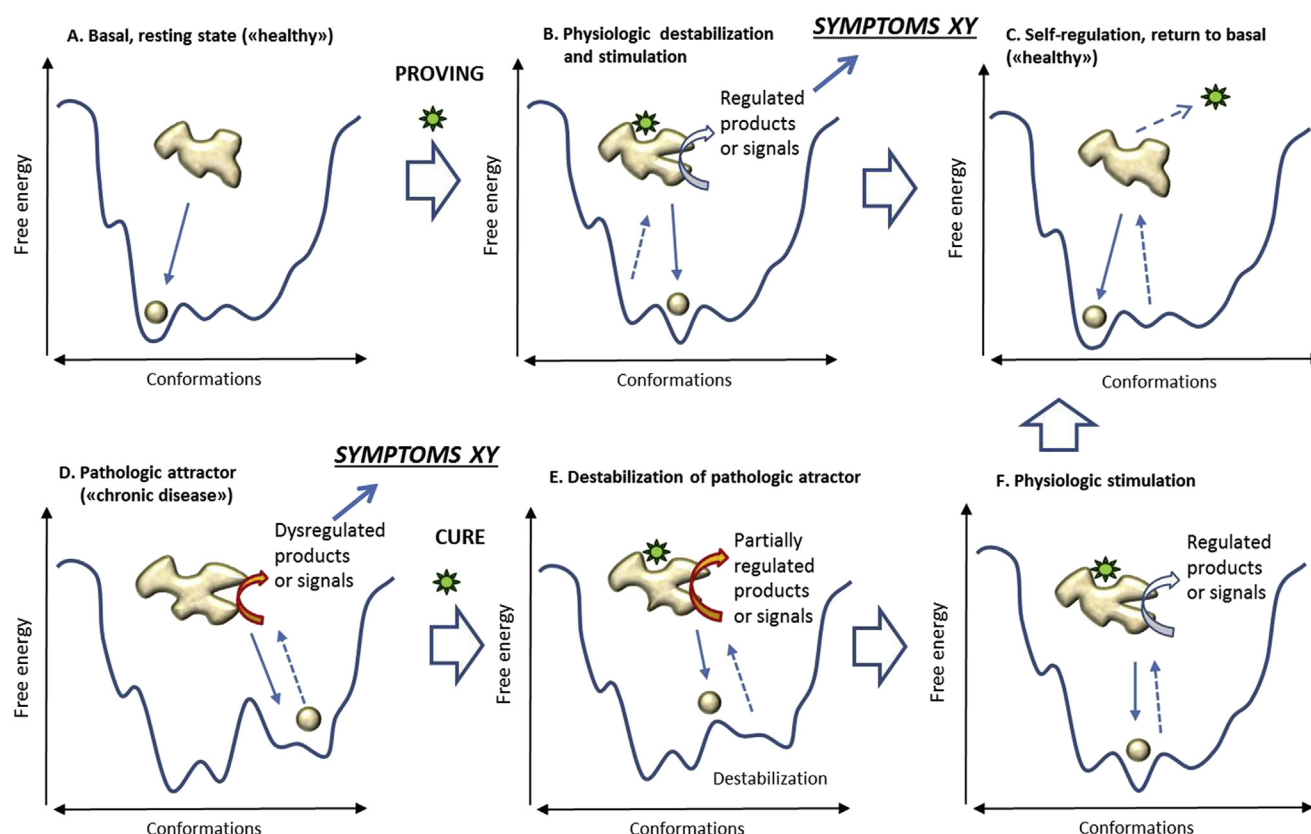 SYMPTOMS XY
A. Basal, resting state («healthy»)
B. Physiologic destabilization
and stimulation
C. Self-regulation, return to basal
(«healthy»)
PROVING
Regulated
products
or signals
Free energy
Free energy
Free energy
Conformations
Conformations
Conformations
SYMPTOMS XY
D. Pathologic attractor
(«chronic disease»)
E. Destabilization of pathologic atractor
F. Physiologic stimulation
Dysregulated
products
or signals
CURE
Partially
regulated
products
or signals
Regulated
products
or signals
Free energy
Free energy
Free energy
Destabilization
Conformations
Conformations
Conformations